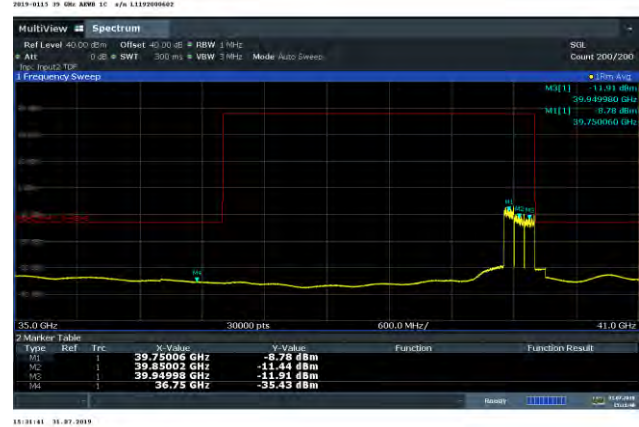 2019-0115 39 GHz AEWB 1C s/n L1192000602
MultiView Spectrum
Ref Level 40.00 dBm Offset 40.00 dB RBW 1 MHz SGL
Att 0 dB SWT 300 ms VBW 3 MHz Mode Auto Sweep Count 200/200
Inp: Input2 TDF
1 Frequency Sweep 1Rm Avg
M3[1] -11.91 dBm
39.949980 GHz
M1[1] -8.78 dBm
39.750060 GHz
M1
M2 M3
M4
35.0 GHz 30000 pts 600.0 MHz/ 41.0 GHz
2 Marker Table
Type Ref Trc X-Value Y-Value Function Function Result
M1 1 39.75006 GHz -8.78 dBm
M2 1 39.85002 GHz -11.44 dBm
M3 1 39.94998 GHz -11.91 dBm
M4 1 36.75 GHz -35.43 dBm
Ready 31.07.2019
15:31:41 31.07.2019